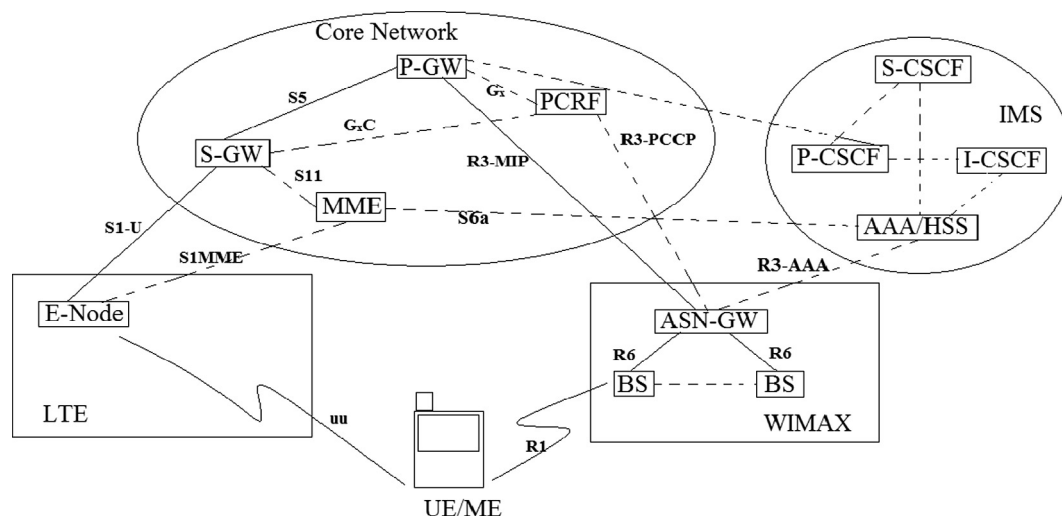 Core Network
P-GW
S-CSCF
S5
Gx
PCRF
IMS
GxC
R3-PCCP
S-GW
R3-MIP
P-CSCF
I-CSCF
S11
MME
S6a
AAA/HSS
S1-U
S1MME
R3-AAA
E-Node
ASN-GW
R6
R6
BS
BS
LTE
uu
WIMAX
R1
UE/ME